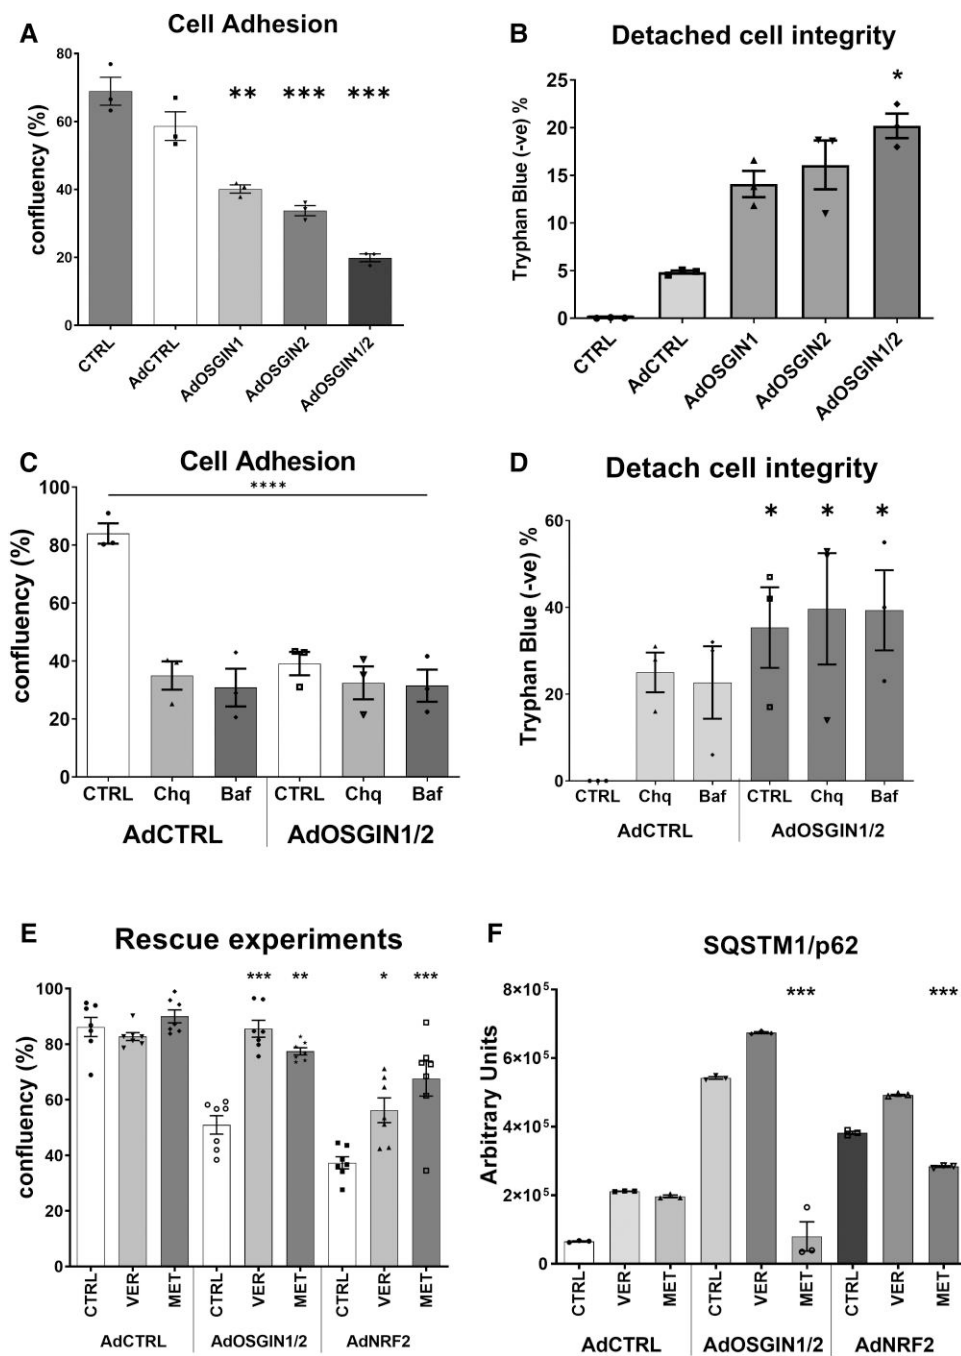 A
Cell Adhesion
confluency (%)
80
60
40
20
0
** *** ***
CTRL
AdCTRL
AdOSGIN1
AdOSGIN2
AdOSGIN1/2
B
Detached cell integrity
Tryphan Blue (-ve) %
25
20
15
10
5
0
*
CTRL
AdCTRL
AdOSGIN1
AdOSGIN2
AdOSGIN1/2
C
Cell Adhesion
****
confluency (%)
100
80
60
40
20
0
CTRL Chq Baf CTRL Chq Baf
AdCTRL AdOSGIN1/2
D
Detach cell integrity
Tryphan Blue (-ve) %
60
40
20
0
* * *
CTRL Chq Baf CTRL Chq Baf
AdCTRL AdOSGIN1/2
E
Rescue experiments
confluency (%)
100
80
60
40
20
0
*** ** * ***
CTRL VER MET CTRL VER MET CTRL VER MET
AdCTRL AdOSGIN1/2 AdNRF2
F
SQSTM1/p62
Arbitrary Units
8×10⁵
6×10⁵
4×10⁵
2×10⁵
0
*** ***
CTRL VER MET CTRL VER MET CTRL VER MET
AdCTRL AdOSGIN1/2 AdNRF2